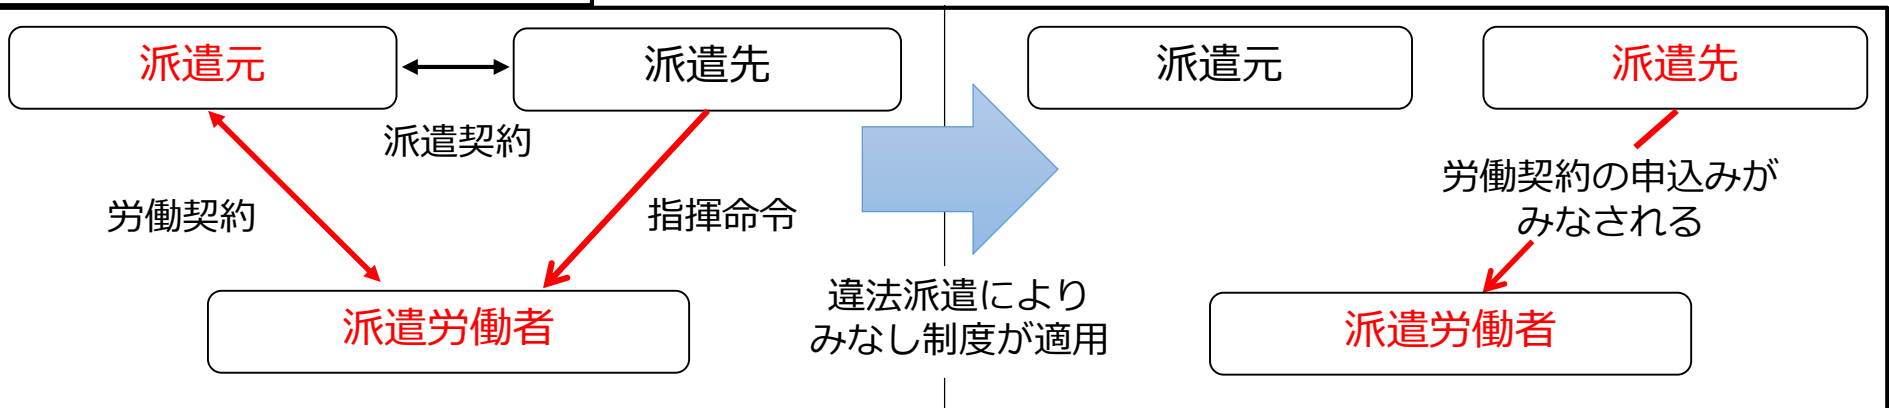 派遣元
派遣先
派遣契約
労働契約
指揮命令
派遣労働者
違法派遣により
みなし制度が適用
派遣元
派遣先
労働契約の申込みが
みなされる
派遣労働者